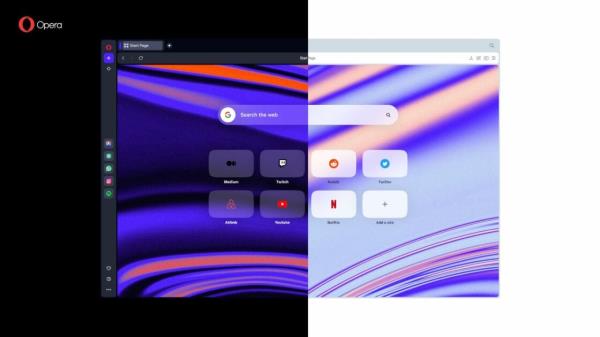 Opera
Start Page
Start Page
Search the web
Medium
Twitch
Reddit
Twitter
Airbnb
Youtube
Netflix
Add a site